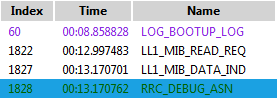 Index Time Name
60 00:08.858828 LOG_BOOTUP_LOG
1822 00:12.997483 LL1_MIB_READ_REQ
1827 00:13.170701 LL1_MIB_DATA_IND
1828 00:13.170762 RRC_DEBUG_ASN